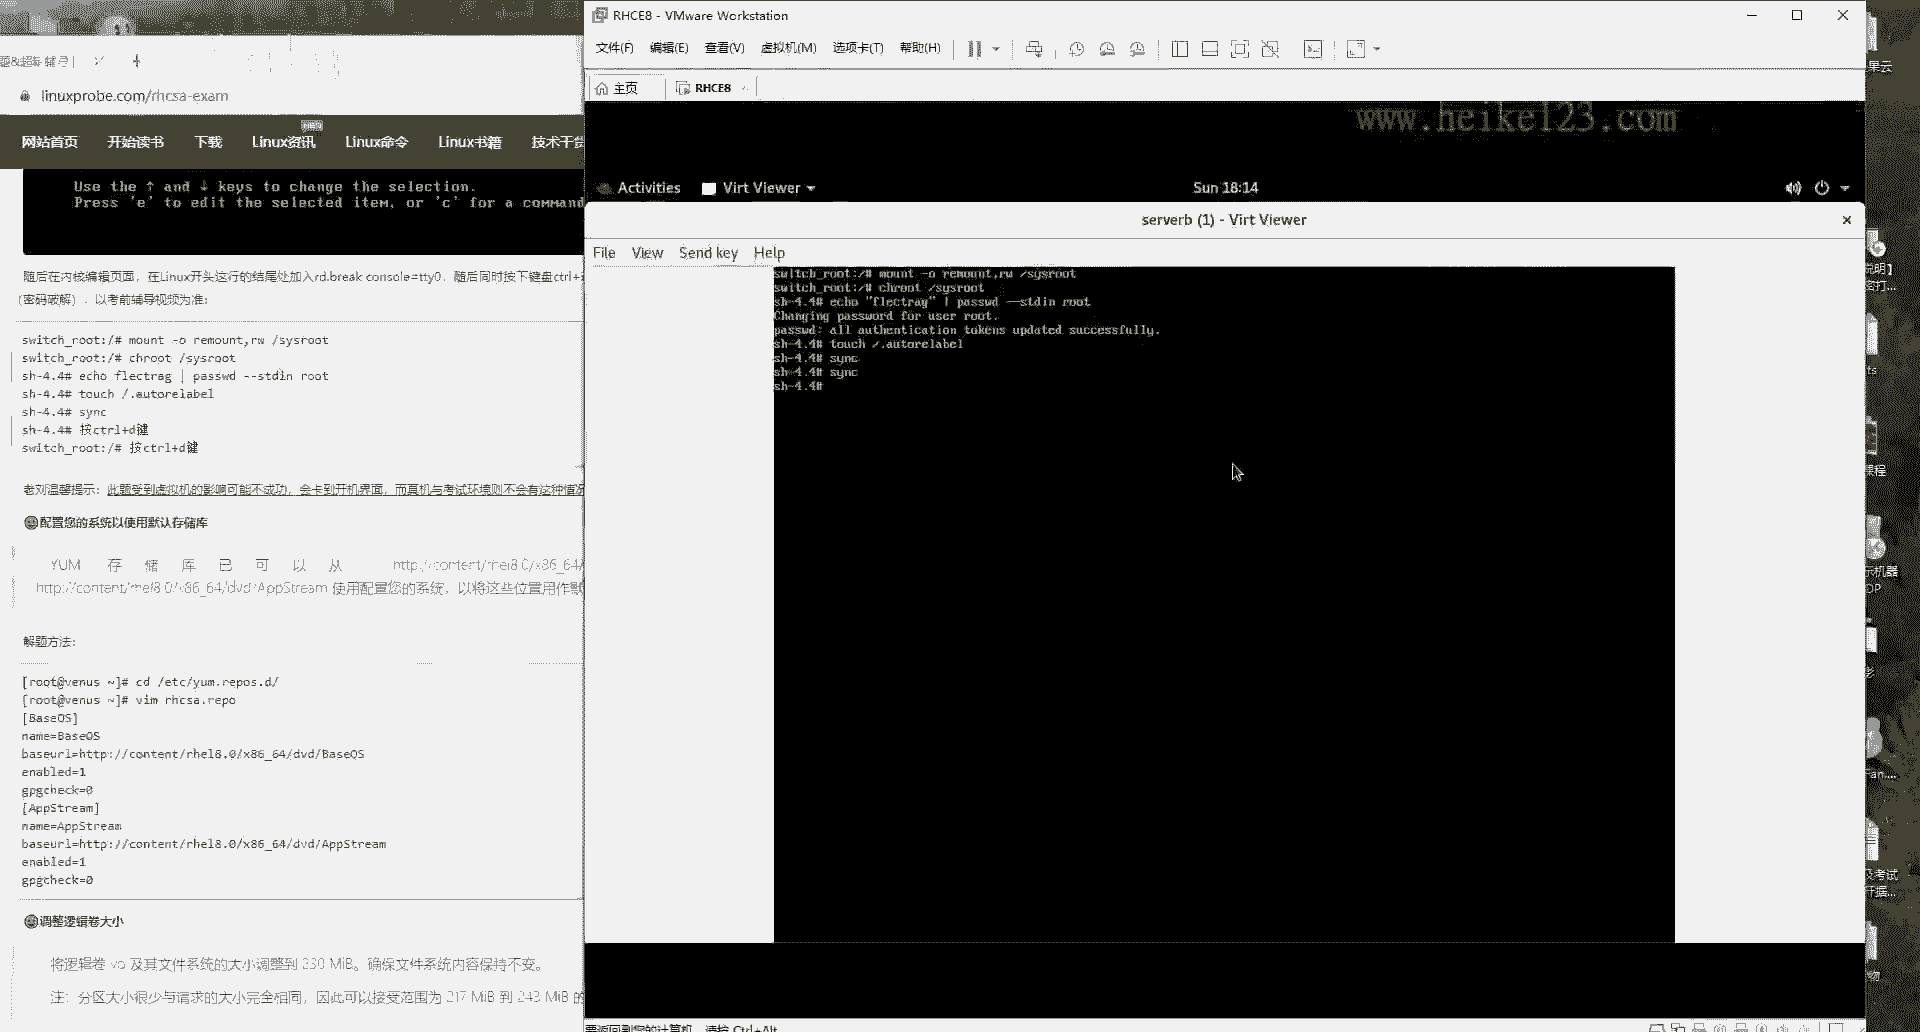 linuxprobe.com/rhcsa-exam
网站首页 开始读书 下载 Linux资讯 Linux命令 Linux书籍 技术干货
Use the ↑ and ↓ keys to change the selection.
Press 'e' to edit the selected item, or 'c' for a command
随后在内核编辑页面，在Linux开头这行的结尾处加入rd.break console=tty0，随后同时按下键盘ctrl+
（密码破解），以考前辅导视频为准：
switch_root:/# mount -o remount,rw /sysroot
switch_root:/# chroot /sysroot
sh-4.4# echo flectrag | passwd --stdin root
sh-4.4# touch /.autorelabel
sh-4.4# sync
sh-4.4# 按ctrl+d键
switch_root:/# 按ctrl+d键
老刘温馨提示：此题受到虚拟机的影响可能不成功，会卡到开机界面，而真机与考试环境则不会有这种情况
配置您的系统以使用默认存储库
YUM 存储库已可以从 http://content/rhel8.0/x86_64/
http://content/rhel8.0/x86_64/dvd/AppStream 使用配置您的系统，以将这些位置用作默
解题方法：
[root@venus ~]# cd /etc/yum.repos.d/
[root@venus ~]# vim rhcsa.repo
[BaseOS]
name=BaseOS
baseurl=http://content/rhel8.0/x86_64/dvd/BaseOS
enabled=1
gpgcheck=0
[AppStream]
name=AppStream
baseurl=http://content/rhel8.0/x86_64/dvd/AppStream
enabled=1
gpgcheck=0
调整逻辑卷大小
将逻辑卷 vo 及其文件系统的大小调整到 230 MiB。确保文件系统内容保持不变。
注：分区大小很少与请求的大小完全相同，因此可以接受范围为 217 MiB 到 243 MiB 的
RHCE8 - VMware Workstation
文件(F) 编辑(E) 查看(V) 虚拟机(M) 选项卡(T) 帮助(H)
主页 RHCE8
www.heike123.com
Activities Virt Viewer Sun 18:14
serverb (1) - Virt Viewer
File View Send key Help
switch_root:/# mount -o remount,rw /sysroot
switch_root:/# chroot /sysroot
sh-4.4# echo "flectrag" | passwd --stdin root
Changing password for user root.
passwd: all authentication tokens updated successfully.
sh-4.4# touch /.autorelabel
sh-4.4# sync
sh-4.4# sync
sh-4.4#
要返回到您的计算机，请按 Ctrl+Alt
果云
课程
示机器